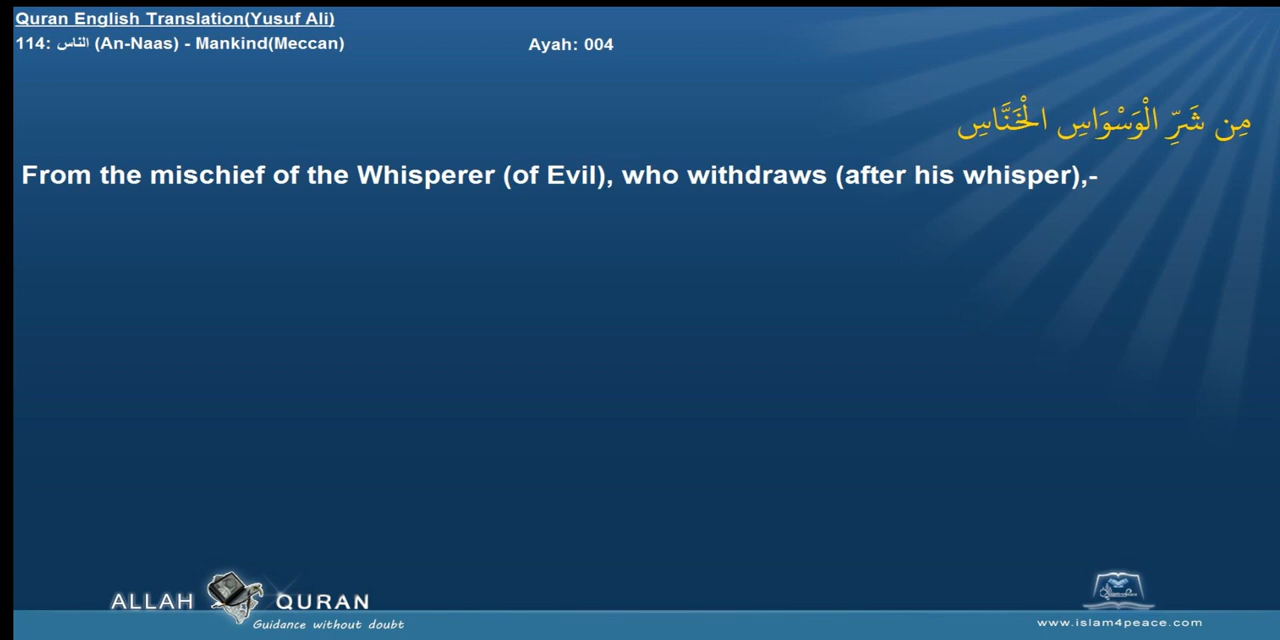 Quran English Translation(Yusuf Ali)
114: الناس (An-Naas) - Mankind(Meccan)
Ayah: 004
مِن شَرِّ الْوَسْوَاسِ الْخَنَّاسِ
From the mischief of the Whisperer (of Evil), who withdraws (after his whisper),-
ALLAH QURAN
Guidance without doubt
www.islam4peace.com